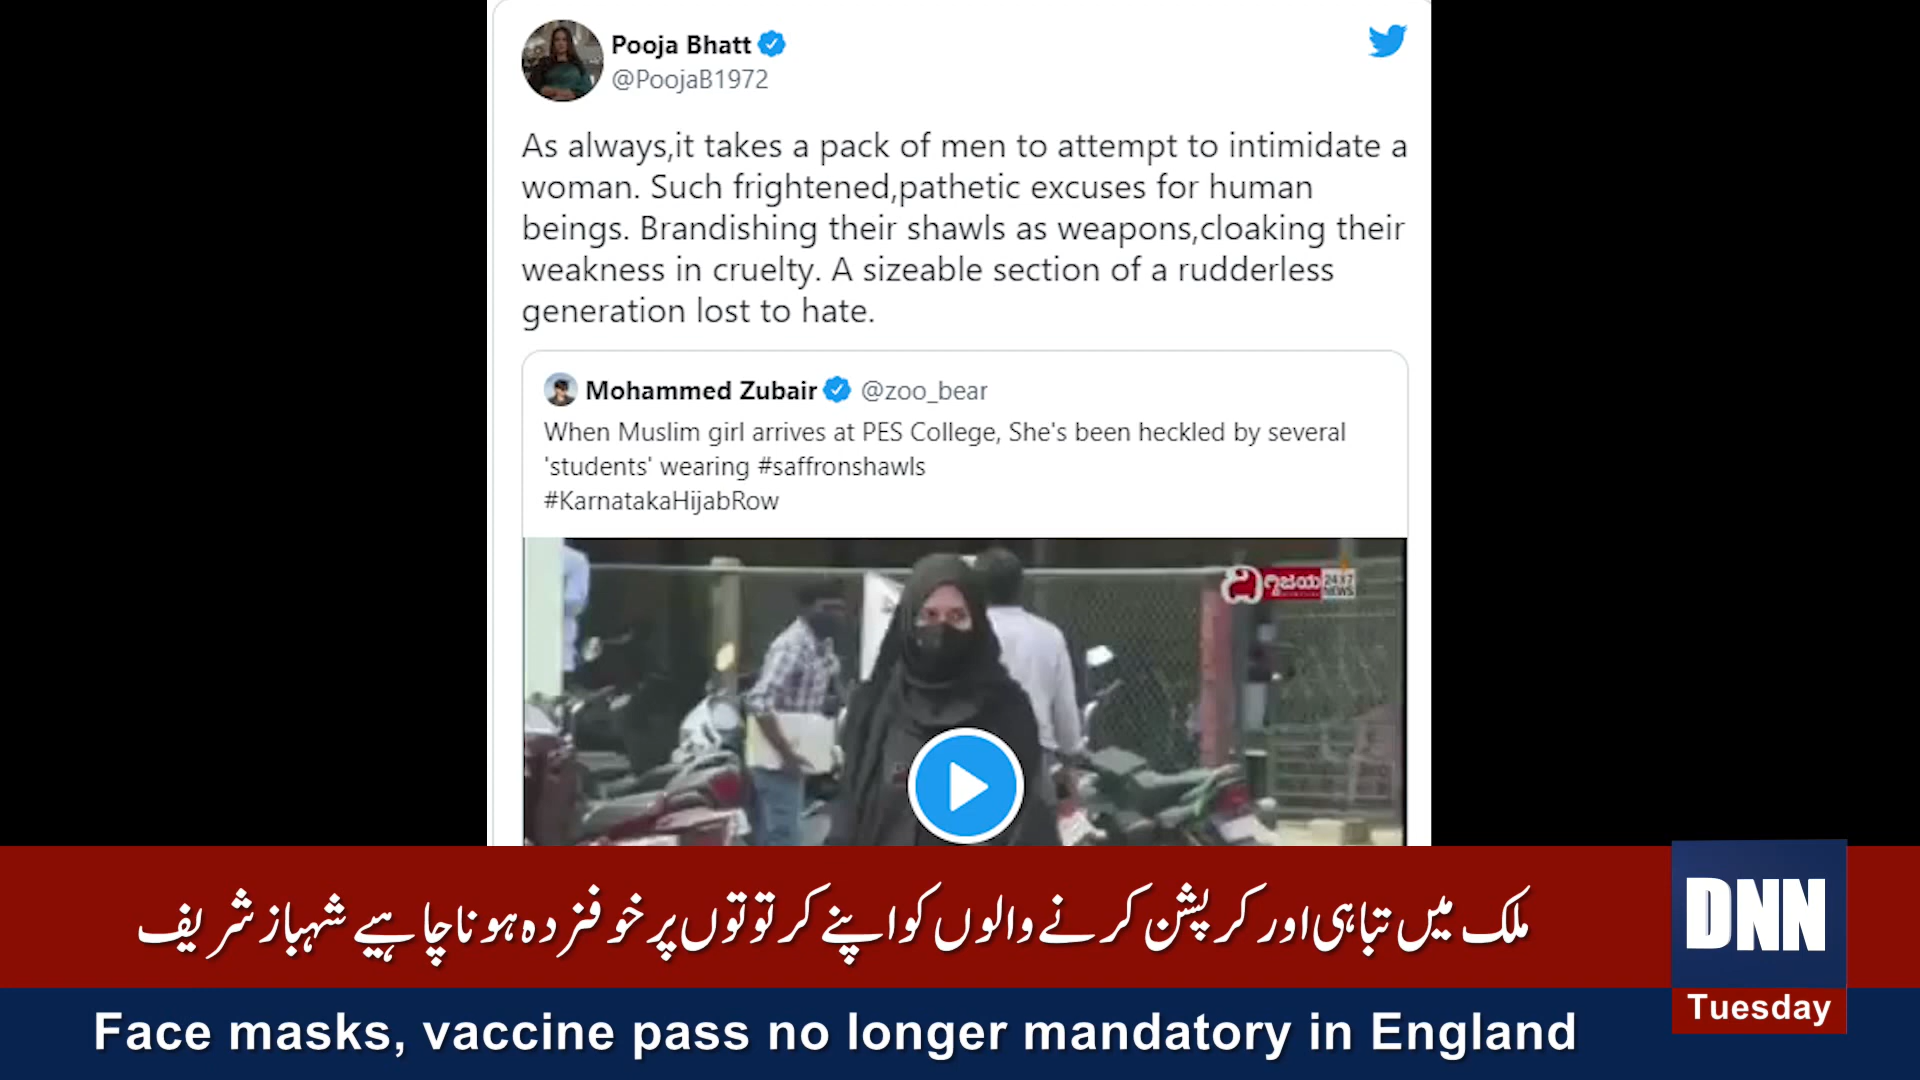 Pooja Bhatt
@PoojaB1972
As always,it takes a pack of men to attempt to intimidate a
woman. Such frightened,pathetic excuses for human
beings. Brandishing their shawls as weapons,cloaking their
weakness in cruelty. A sizeable section of a rudderless
generation lost to hate.
Mohammed Zubair @zoo_bear
When Muslim girl arrives at PES College, She's been heckled by several
'students' wearing #saffronshawls
#KarnatakaHijabRow
ದಿಗ್ವಿಜಯ 24X7 NEWS
ملک میں تباہی اور کرپشن کرنے والوں کو اپنے کرتوتوں پر خوفزدہ ہونا چاہیے شہباز شریف
DNN
Tuesday
Face masks, vaccine pass no longer mandatory in England